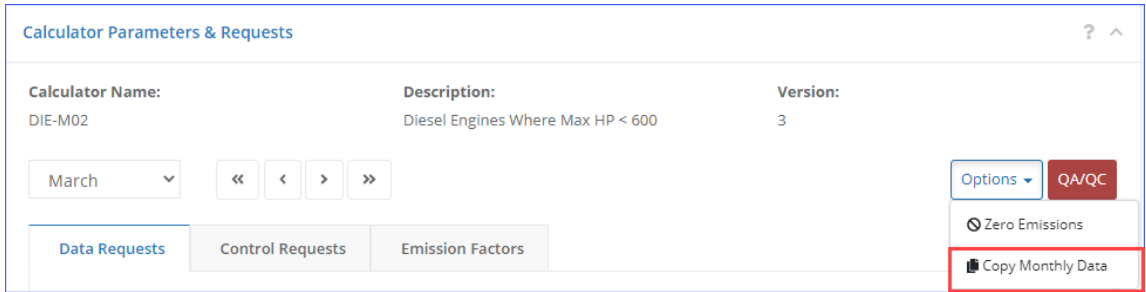 Calculator Parameters & Requests
?
Calculator Name: Description: Version:
DIE-M02 Diesel Engines Where Max HP < 600 3
March « < > » Options QA/QC
Zero Emissions
Data Requests Control Requests Emission Factors
Copy Monthly Data